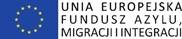 UNIA EUROPEJSKA
FUNDUSZ AZYLU,
MIGRACJI I INTEGRACJI